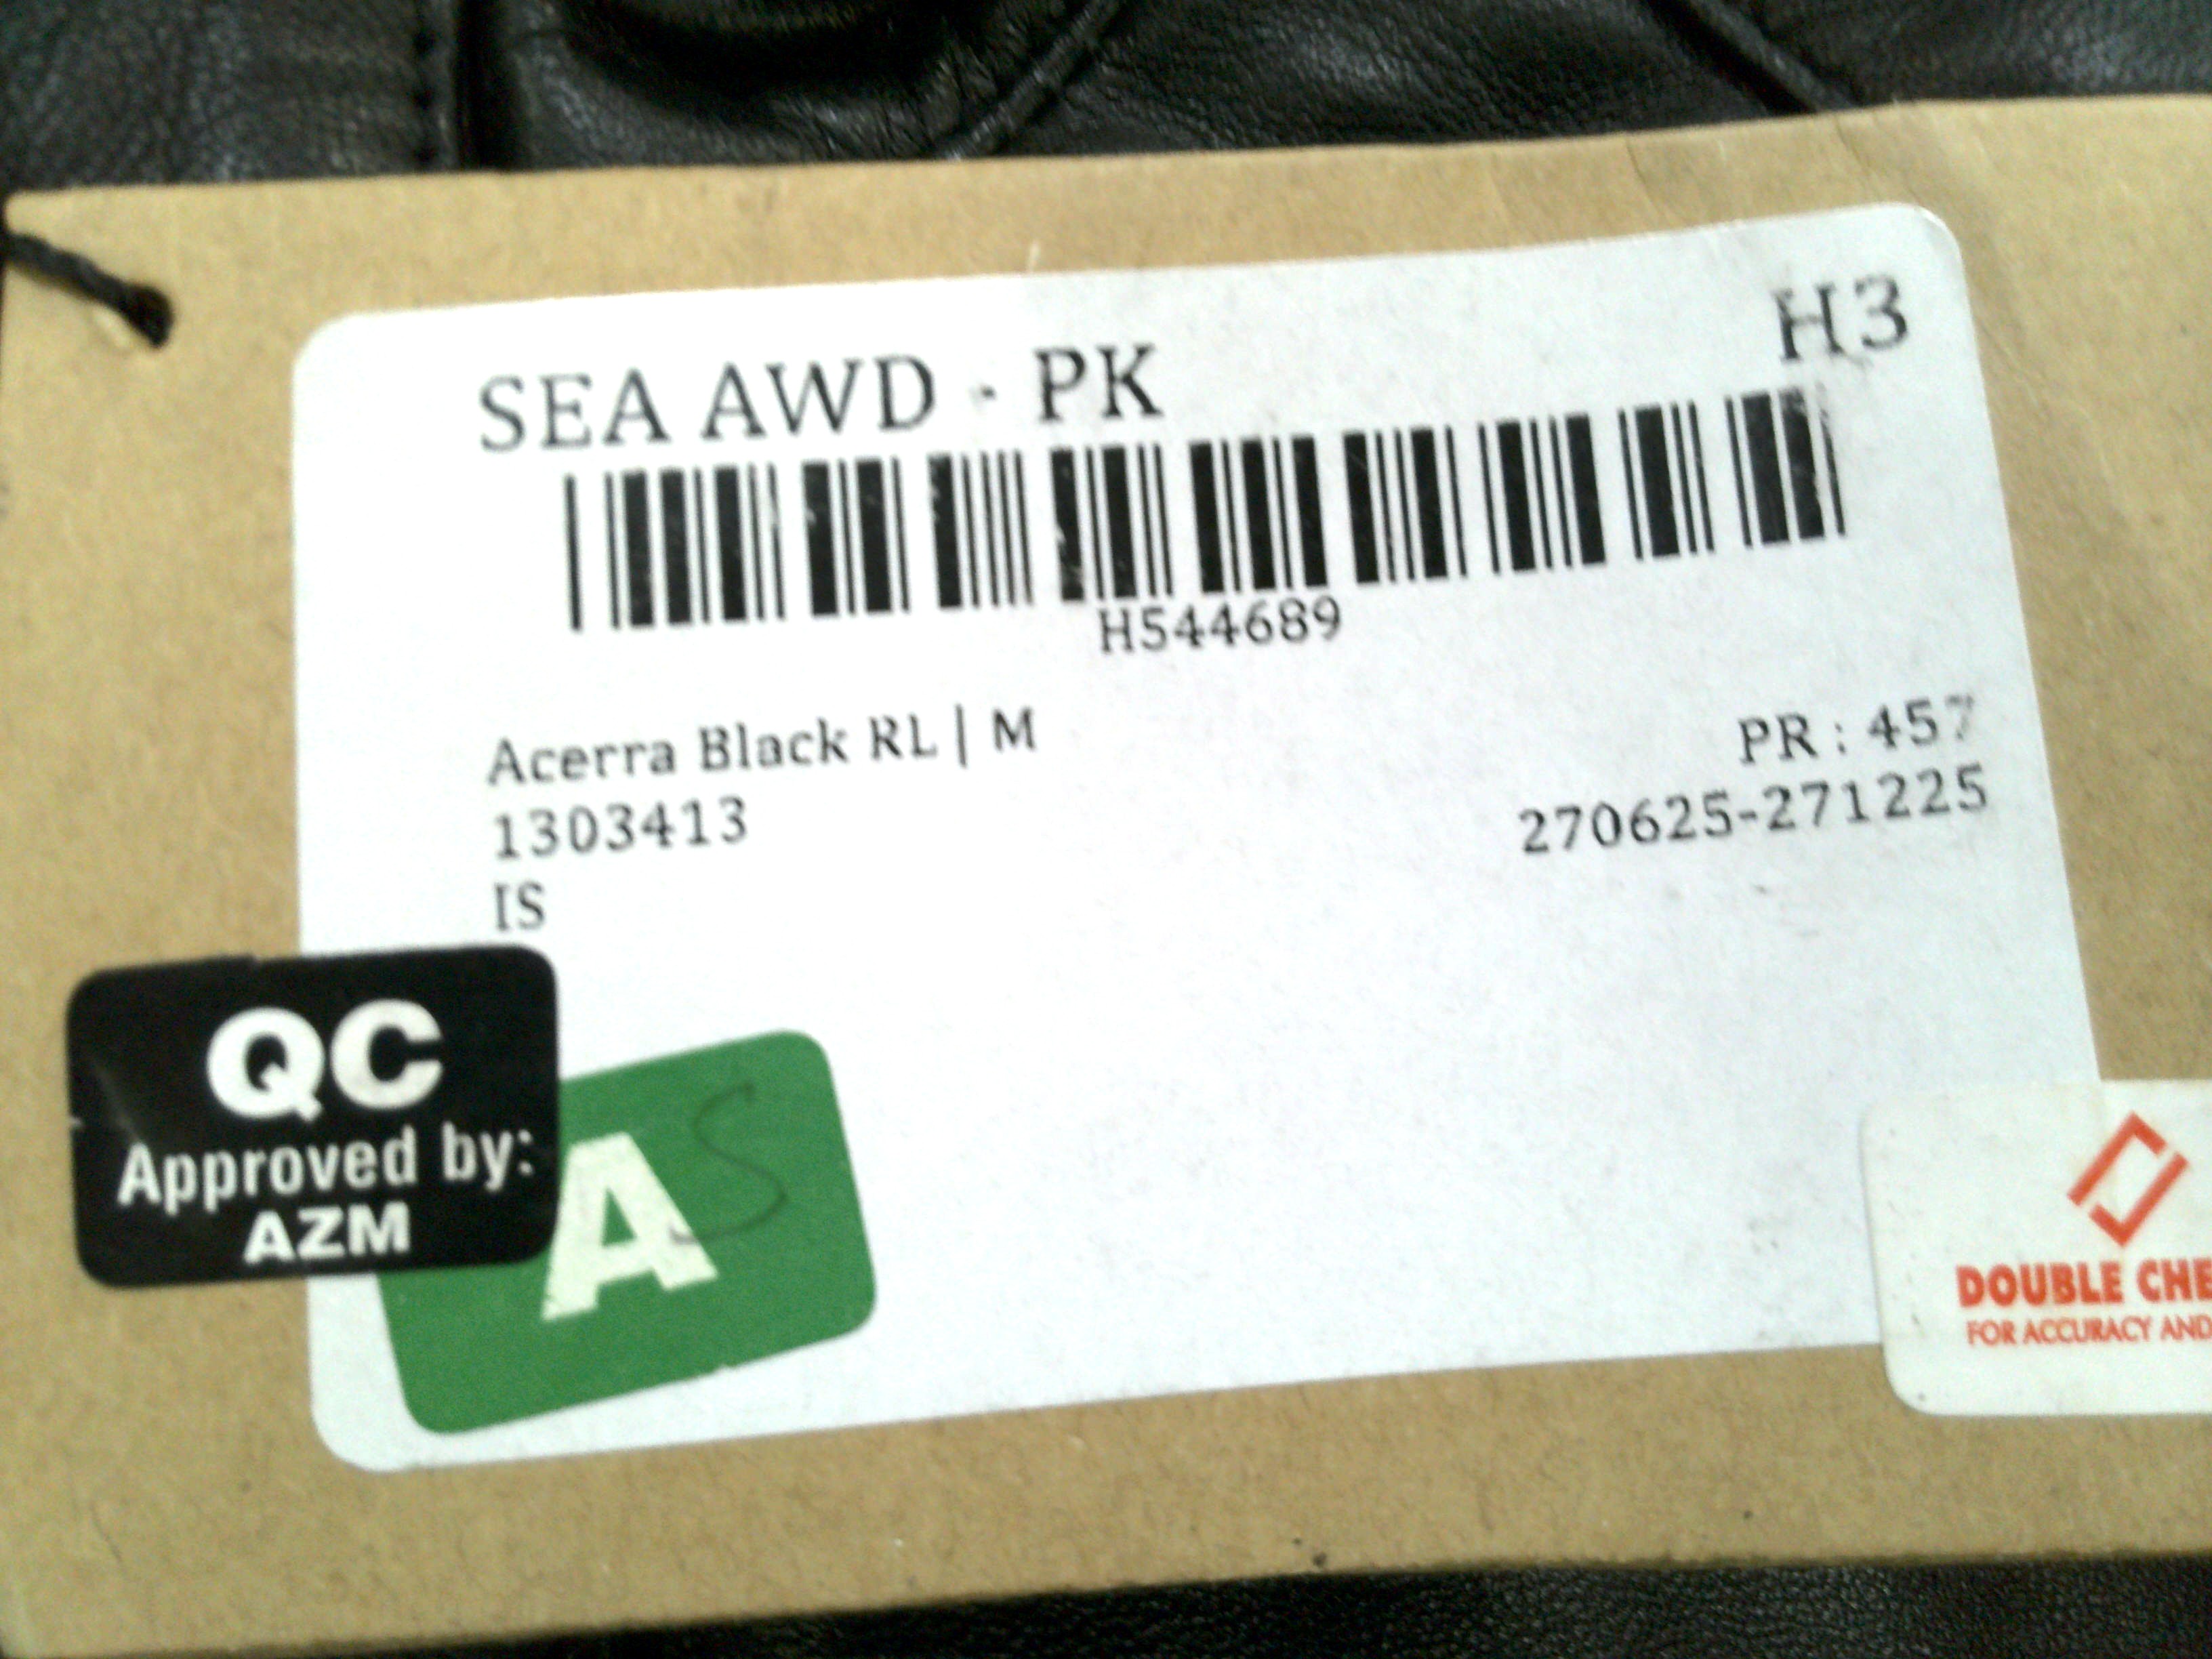 SEA AWD - PK
H3
H544689
Acerra Black RL | M
PR : 457
1303413
270625-271225
IS
QC
Approved by:
AZM
A S
DOUBLE CHE
FOR ACCURACY AND